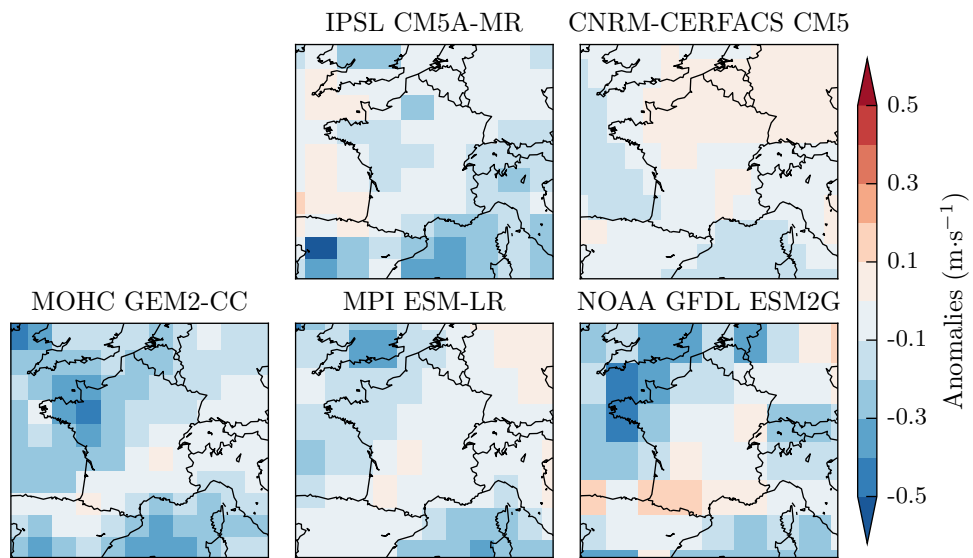 IPSL CM5A-MR
CNRM-CERFACS CM5
MOHC GEM2-CC
MPI ESM-LR
NOAA GFDL ESM2G
0.5
0.3
0.1
-0.1
-0.3
-0.5
Anomalies (m·s⁻¹)